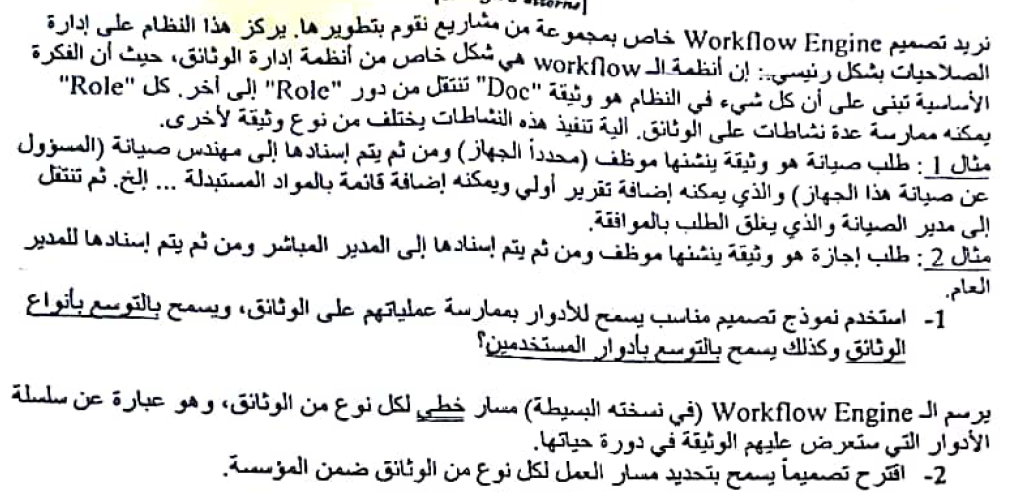 نريد تصميم Workflow Engine خاص بمجموعة من مشاريع نقوم بتطويرها. يركز هذا النظام على إدارة
الصلاحيات بشكل رئيسي.: إن أنظمة الـ workflow هي شكل خاص من أنظمة إدارة الوثائق، حيث أن الفكرة
الأساسية تبنى على أن كل شيء في النظام هو وثيقة "Doc" تنتقل من دور "Role" إلى أخر. كل "Role"
يمكنه ممارسة عدة نشاطات على الوثائق. ألية تنفيذ هذه النشاطات يختلف من نوع وثيقة لأخرى.
مثال 1: طلب صيانة هو وثيقة ينشئها موظف (محدداً الجهاز) ومن ثم يتم إسنادها إلى مهندس صيانة (المسؤول
عن صيانة هذا الجهاز) والذي يمكنه إضافة تقرير أولي ويمكنه إضافة قائمة بالمواد المستبدلة ... إلخ. ثم تنتقل
إلى مدير الصيانة والذي يغلق الطلب بالموافقة.
مثال 2: طلب إجازة هو وثيقة ينشئها موظف ومن ثم يتم إسنادها إلى المدير المباشر ومن ثم يتم إسنادها للمدير
العام.
1- استخدم نموذج تصميم مناسب يسمح للأدوار بممارسة عملياتهم على الوثائق، ويسمح بالتوسع بأنواع
الوثائق وكذلك يسمح بالتوسع بأدوار المستخدمين؟
يرسم الـ Workflow Engine (في نسخته البسيطة) مسار خطي لكل نوع من الوثائق، وهو عبارة عن سلسلة
الأدوار التي ستعرض عليهم الوثيقة في دورة حياتها.
2- اقترح تصميماً يسمح بتحديد مسار العمل لكل نوع من الوثائق ضمن المؤسسة.